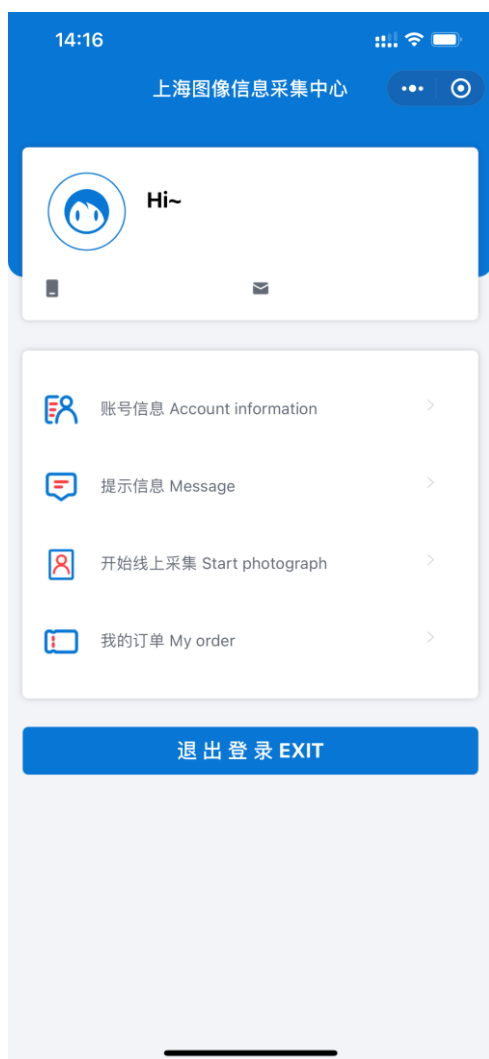 14:16
上海图像信息采集中心
Hi~
账号信息 Account information
提示信息 Message
开始线上采集 Start photograph
我的订单 My order
退出登录 EXIT